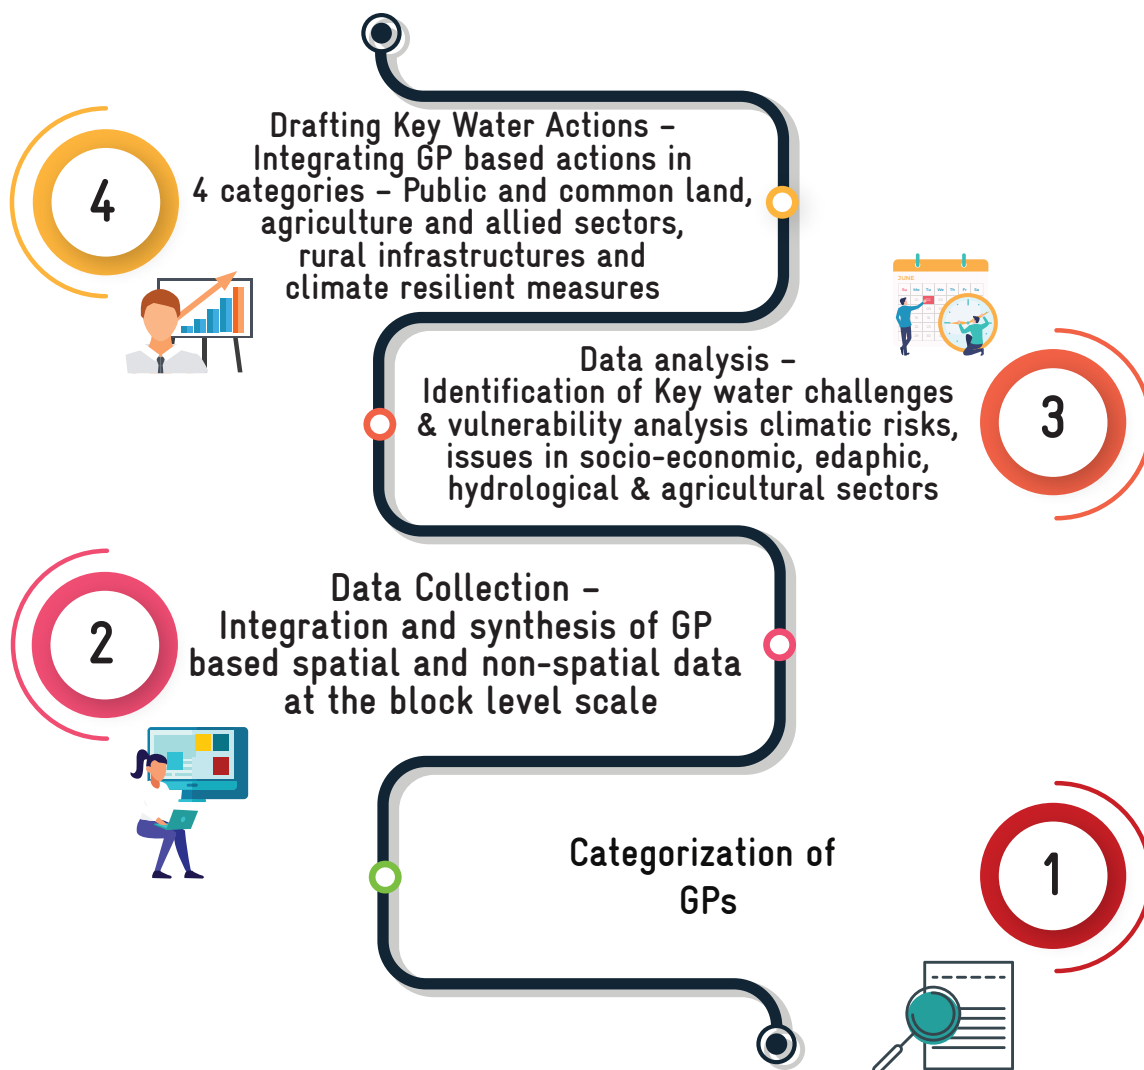 4
Drafting Key Water Actions –
Integrating GP based actions in
4 categories – Public and common land,
agriculture and allied sectors,
rural infrastructures and
climate resilient measures
JUNE
3
Data analysis –
Identification of Key water challenges
& vulnerability analysis climatic risks,
issues in socio-economic, edaphic,
hydrological & agricultural sectors
2
Data Collection –
Integration and synthesis of GP
based spatial and non-spatial data
at the block level scale
1
Categorization of
GPs